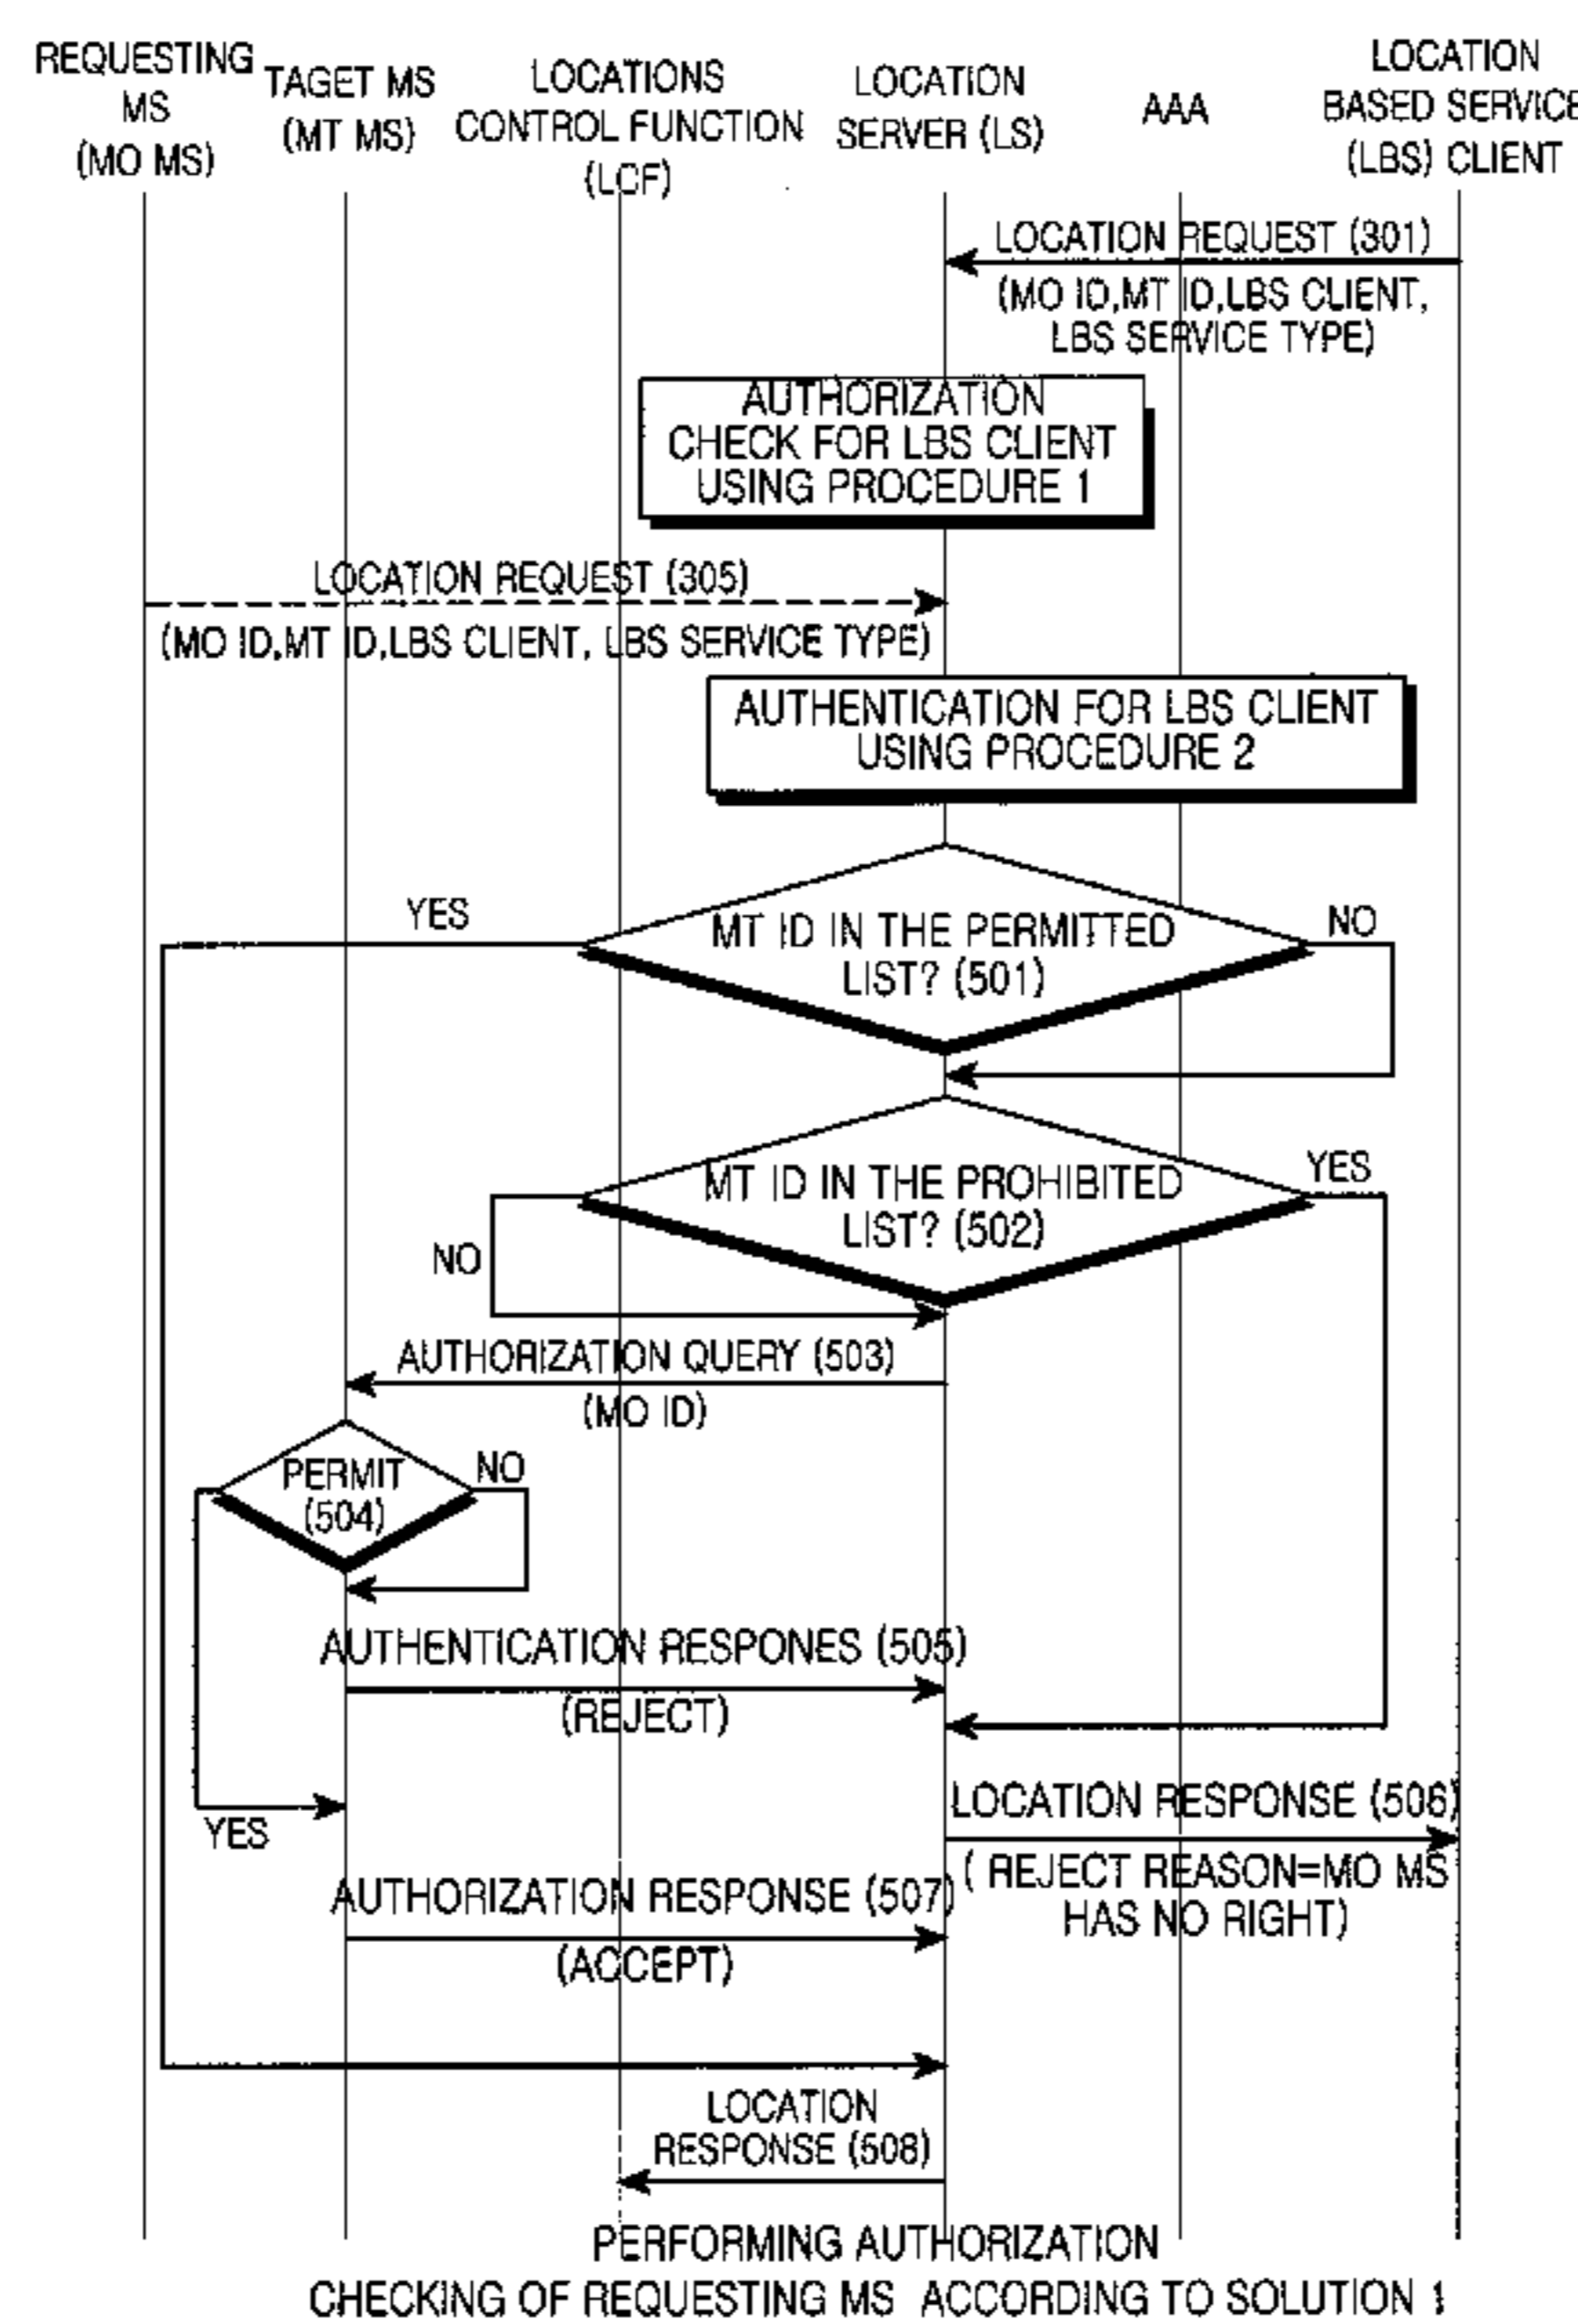 REQUESTING
MS
(MO MS)
TAGET MS
(MT MS)
LOCATIONS
CONTROL FUNCTION
(LCF)
LOCATION
SERVER (LS)
AAA
LOCATION
BASED SERVICE
(LBS) CLIENT
LOCATION REQUEST (301)
(MO ID,MT ID,LBS CLIENT,
LBS SERVICE TYPE)
AUTHORIZATION
CHECK FOR LBS CLIENT
USING PROCEDURE 1
LOCATION REQUEST (305)
(MO ID,MT ID,LBS CLIENT, LBS SERVICE TYPE)
AUTHENTICATION FOR LBS CLIENT
USING PROCEDURE 2
YES
MT ID IN THE PERMITTED
LIST? (501)
NO
MT ID IN THE PROHIBITED
LIST? (502)
YES
NO
AUTHORIZATION QUERY (503)
(MO ID)
PERMIT
(504)
NO
AUTHENTICATION RESPONES (505)
(REJECT)
YES
LOCATION RESPONSE (506)
( REJECT REASON=MO MS
HAS NO RIGHT)
AUTHORIZATION RESPONSE (507)
(ACCEPT)
LOCATION
RESPONSE (508)
PERFORMING AUTHORIZATION
CHECKING OF REQUESTING MS ACCORDING TO SOLUTION 1